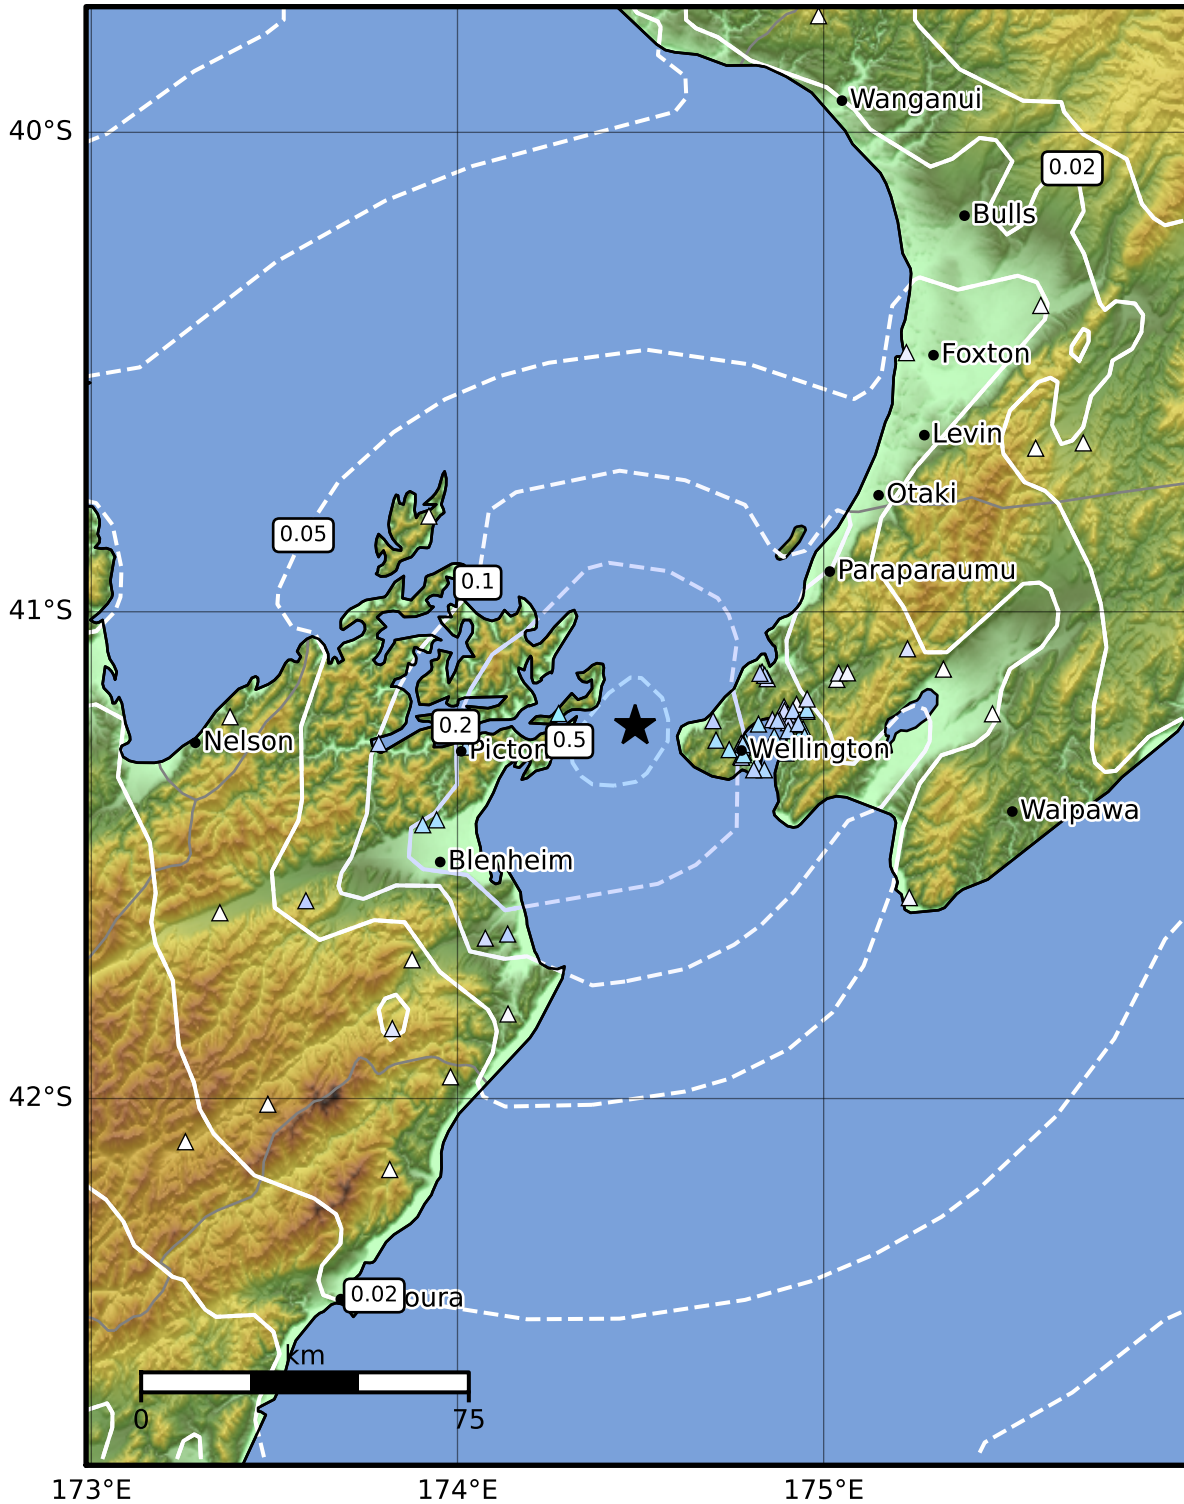 Wanganui
40°S
0.02
Bulls
Foxton
Levin
Otaki
0.05
Paraparaumu
0.1
41°S
0.2
0.5
Nelson
Picton
Wellington
Waipawa
Blenheim
42°S
0.02
oura
km
0
75
173°E
174°E
175°E